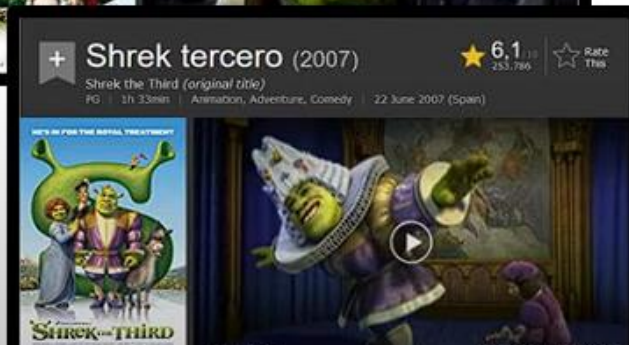 + Shrek tercero (2007)
6,1/10
253.786
Rate This
Shrek the Third (original title)
PG | 1h 33min | Animation, Adventure, Comedy | 22 June 2007 (Spain)
HE'S IN FOR THE ROYAL TREATMENT
SHREK THE THIRD